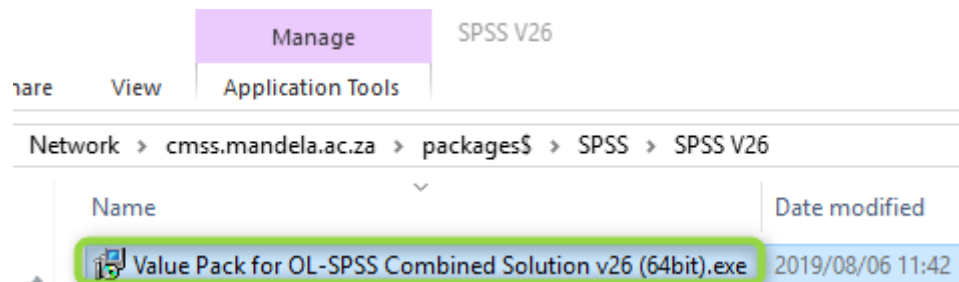 Manage SPSS V26
hare View Application Tools
Network > cmss.mandela.ac.za > packages$ > SPSS > SPSS V26
Name Date modified
Value Pack for OL-SPSS Combined Solution v26 (64bit).exe 2019/08/06 11:42